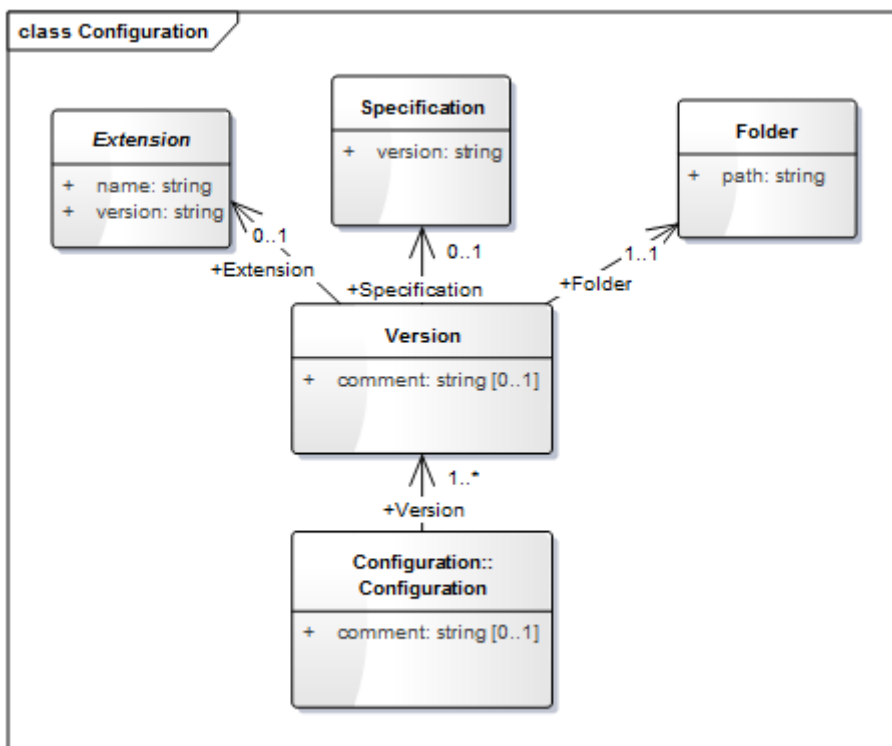 class Configuration
Extension
+ name: string
+ version: string
Specification
+ version: string
Folder
+ path: string
0..1
+Extension
0..1
+Specification
1..1
+Folder
Version
+ comment: string [0..1]
1..*
+Version
Configuration::
Configuration
+ comment: string [0..1]